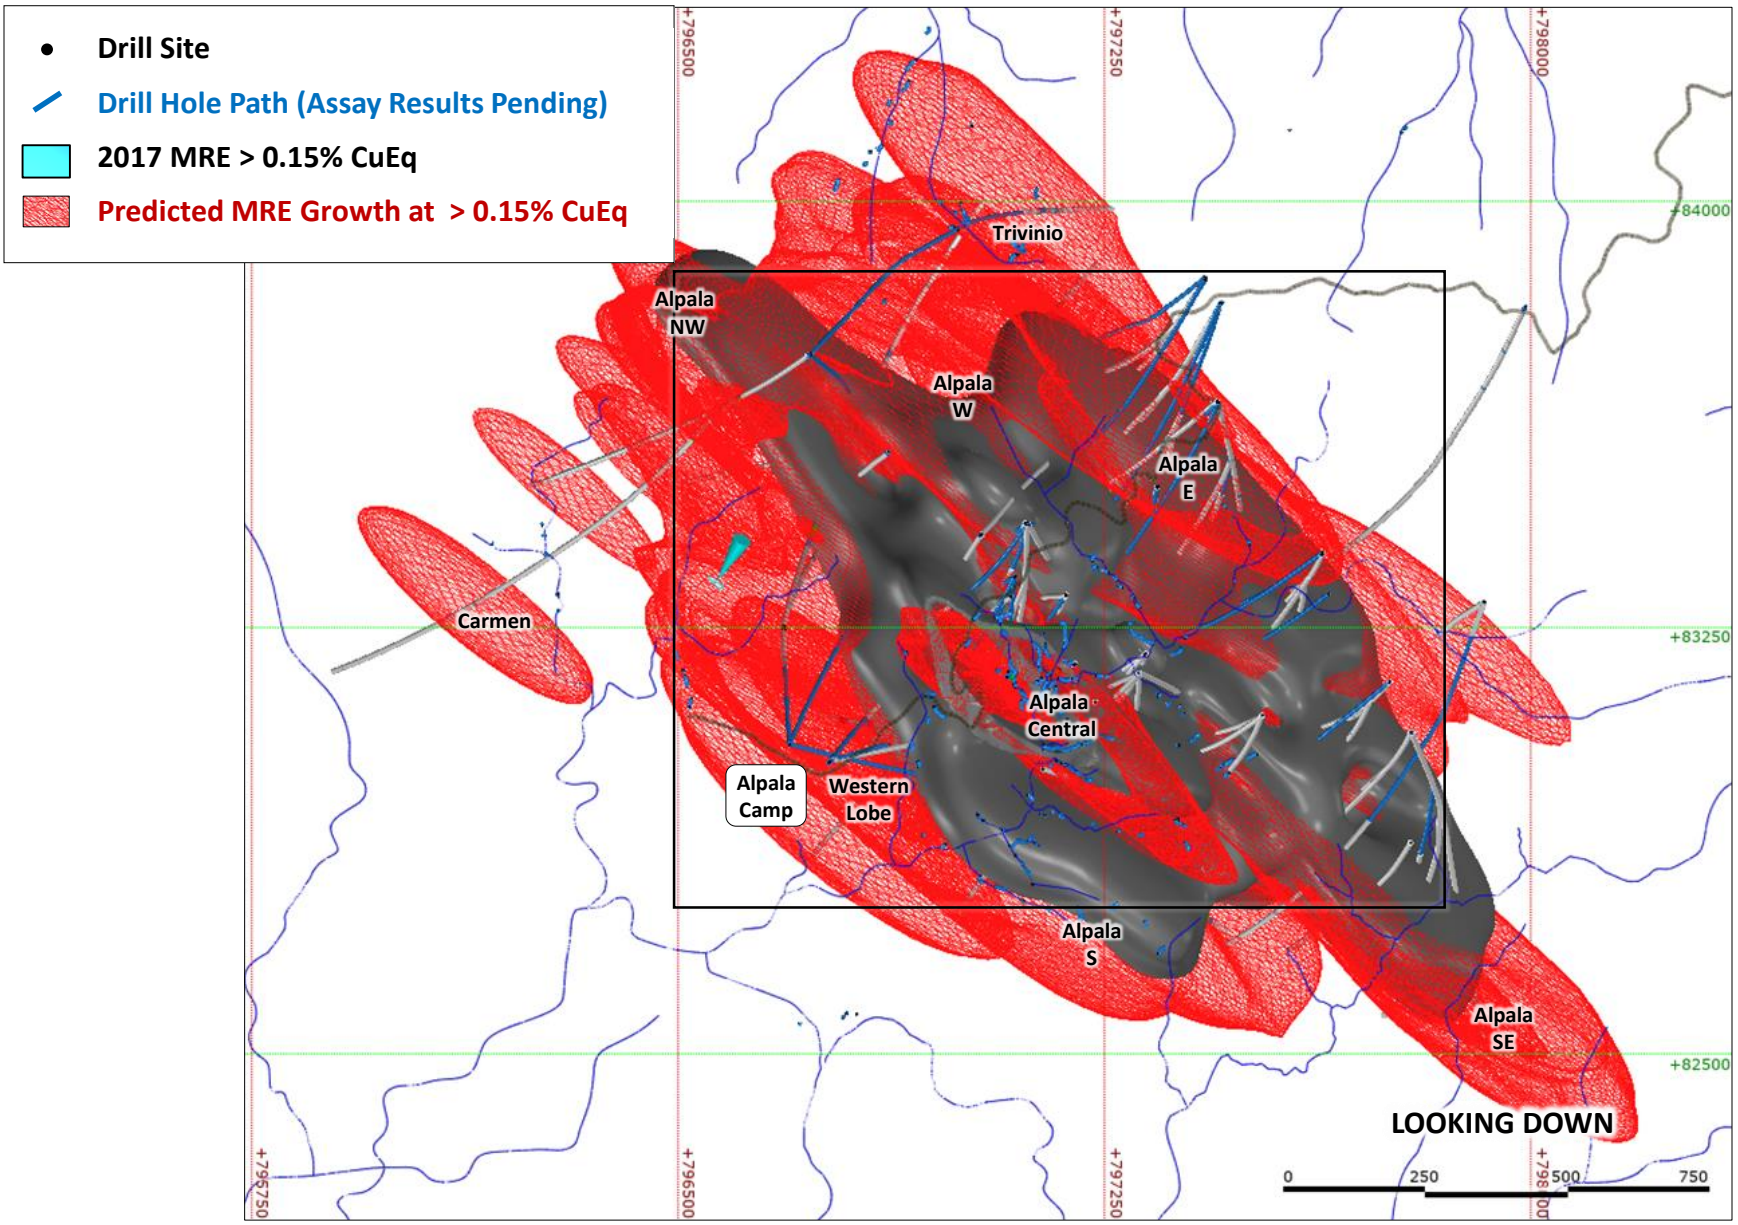 Drill Site
Drill Hole Path (Assay Results Pending)
2017 MRE > 0.15% CuEq
Predicted MRE Growth at > 0.15% CuEq
+796500
+797250
+798000
+84000
Trivinio
Alpala
NW
Alpala
W
Alpala
E
Carmen
+83250
Alpala
Central
Alpala
Camp
Western
Lobe
Alpala
S
Alpala
SE
+82500
LOOKING DOWN
+795750
+796500
+797250
+798000
0 250 500 750